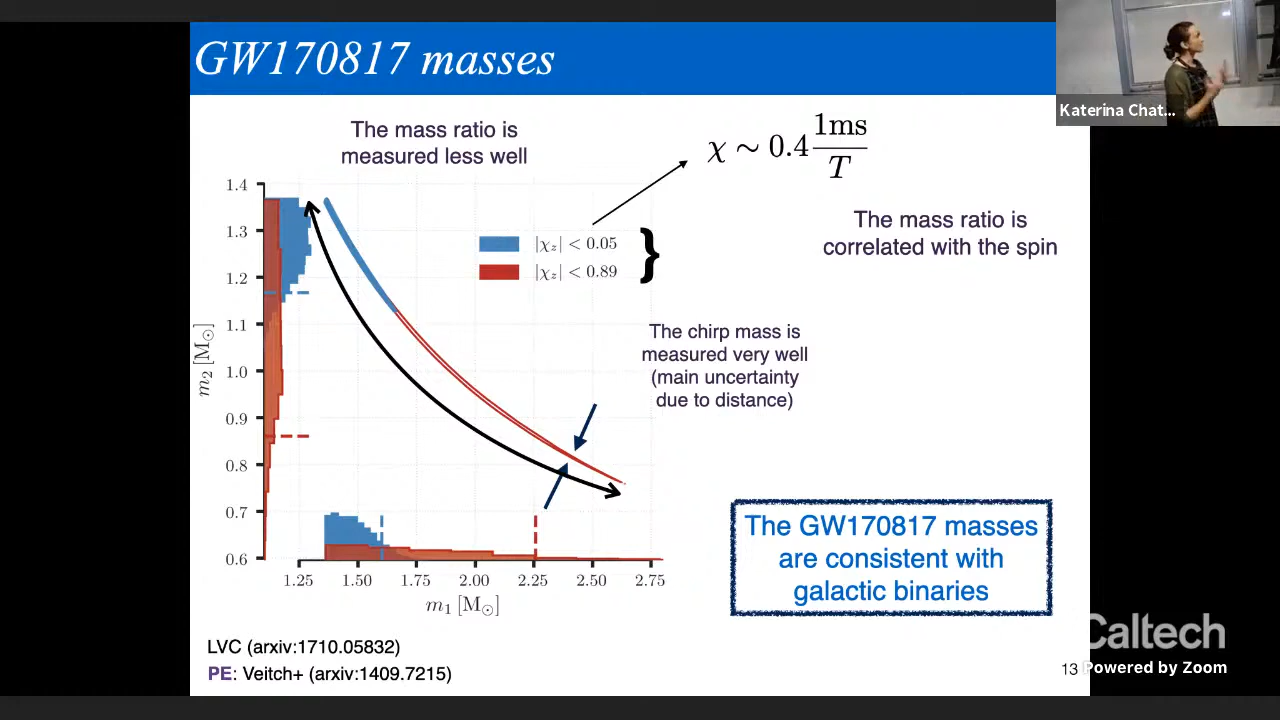 GW170817 masses
Katerina Chat...
The mass ratio is
measured less well
χ ∼ 0.4 1ms/T
The mass ratio is
correlated with the spin
|χz| < 0.05
|χz| < 0.89
}
The chirp mass is
measured very well
(main uncertainty
due to distance)
1.4
1.3
1.2
1.1
1.0
0.9
0.8
0.7
0.6
m2 [M⊙]
1.25 1.50 1.75 2.00 2.25 2.50 2.75
m1 [M⊙]
The GW170817 masses
are consistent with
galactic binaries
LVC (arxiv:1710.05832)
PE: Veitch+ (arxiv:1409.7215)
13
Caltech
Powered by Zoom